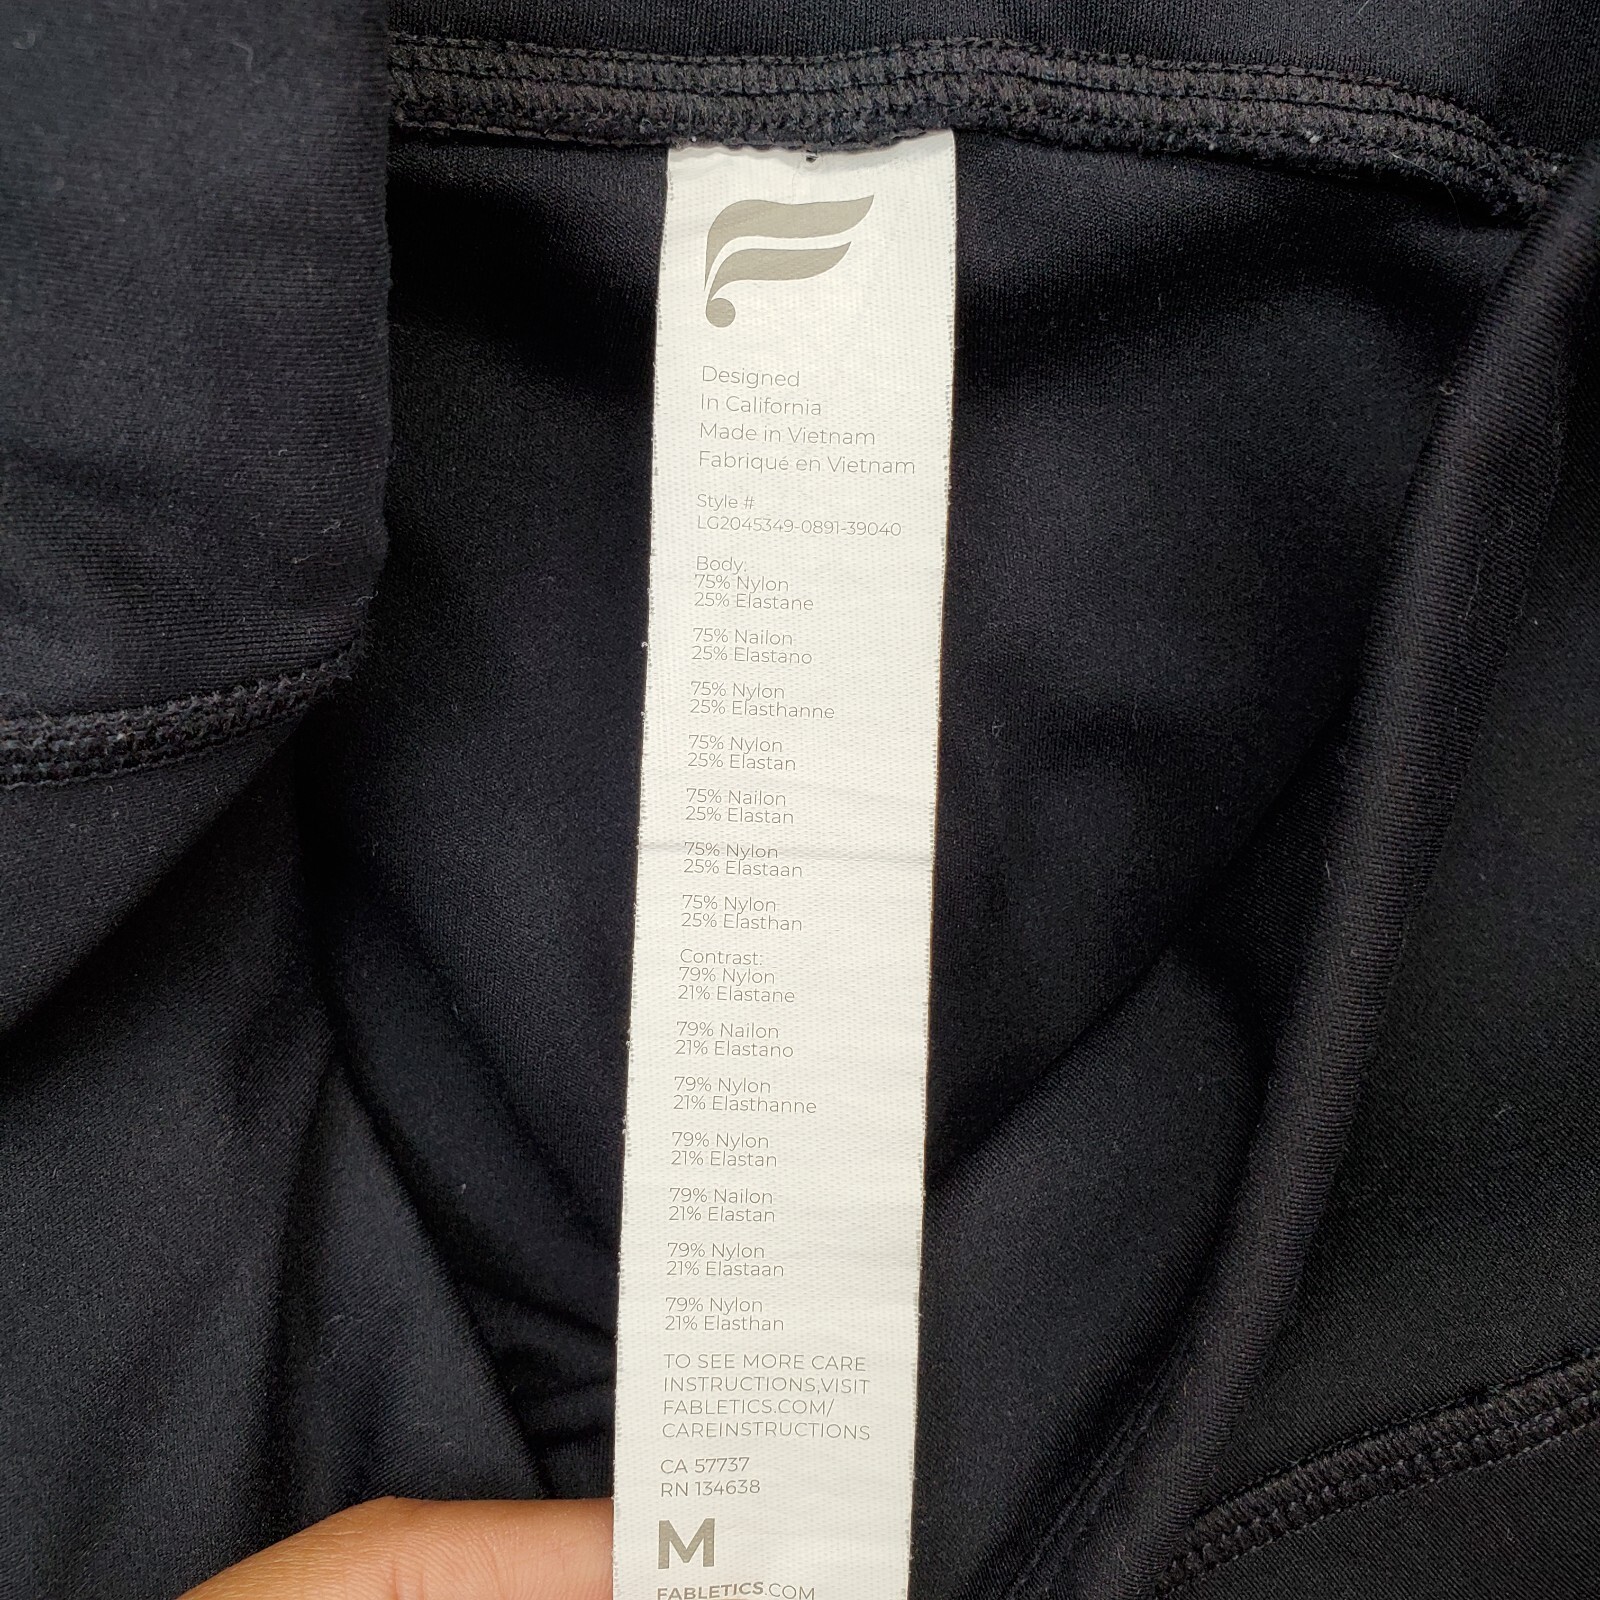 Designed
In California
Made in Vietnam
Fabriqué en Vietnam
Style #
LG2045349-0891-39040
Body:
75% Nylon
25% Elastane
75% Nailon
25% Elastano
75% Nylon
25% Elasthanne
75% Nylon
25% Elastan
75% Nailon
25% Elastan
75% Nylon
25% Elastaan
75% Nylon
25% Elasthan
Contrast:
79% Nylon
21% Elastane
79% Nailon
21% Elastano
79% Nylon
21% Elasthanne
79% Nylon
21% Elastan
79% Nailon
21% Elastan
79% Nylon
21% Elastaan
79% Nylon
21% Elasthan
TO SEE MORE CARE
INSTRUCTIONS,VISIT
FABLETICS.COM/
CAREINSTRUCTIONS
CA 57737
RN 134638
M
FABLETICS.COM